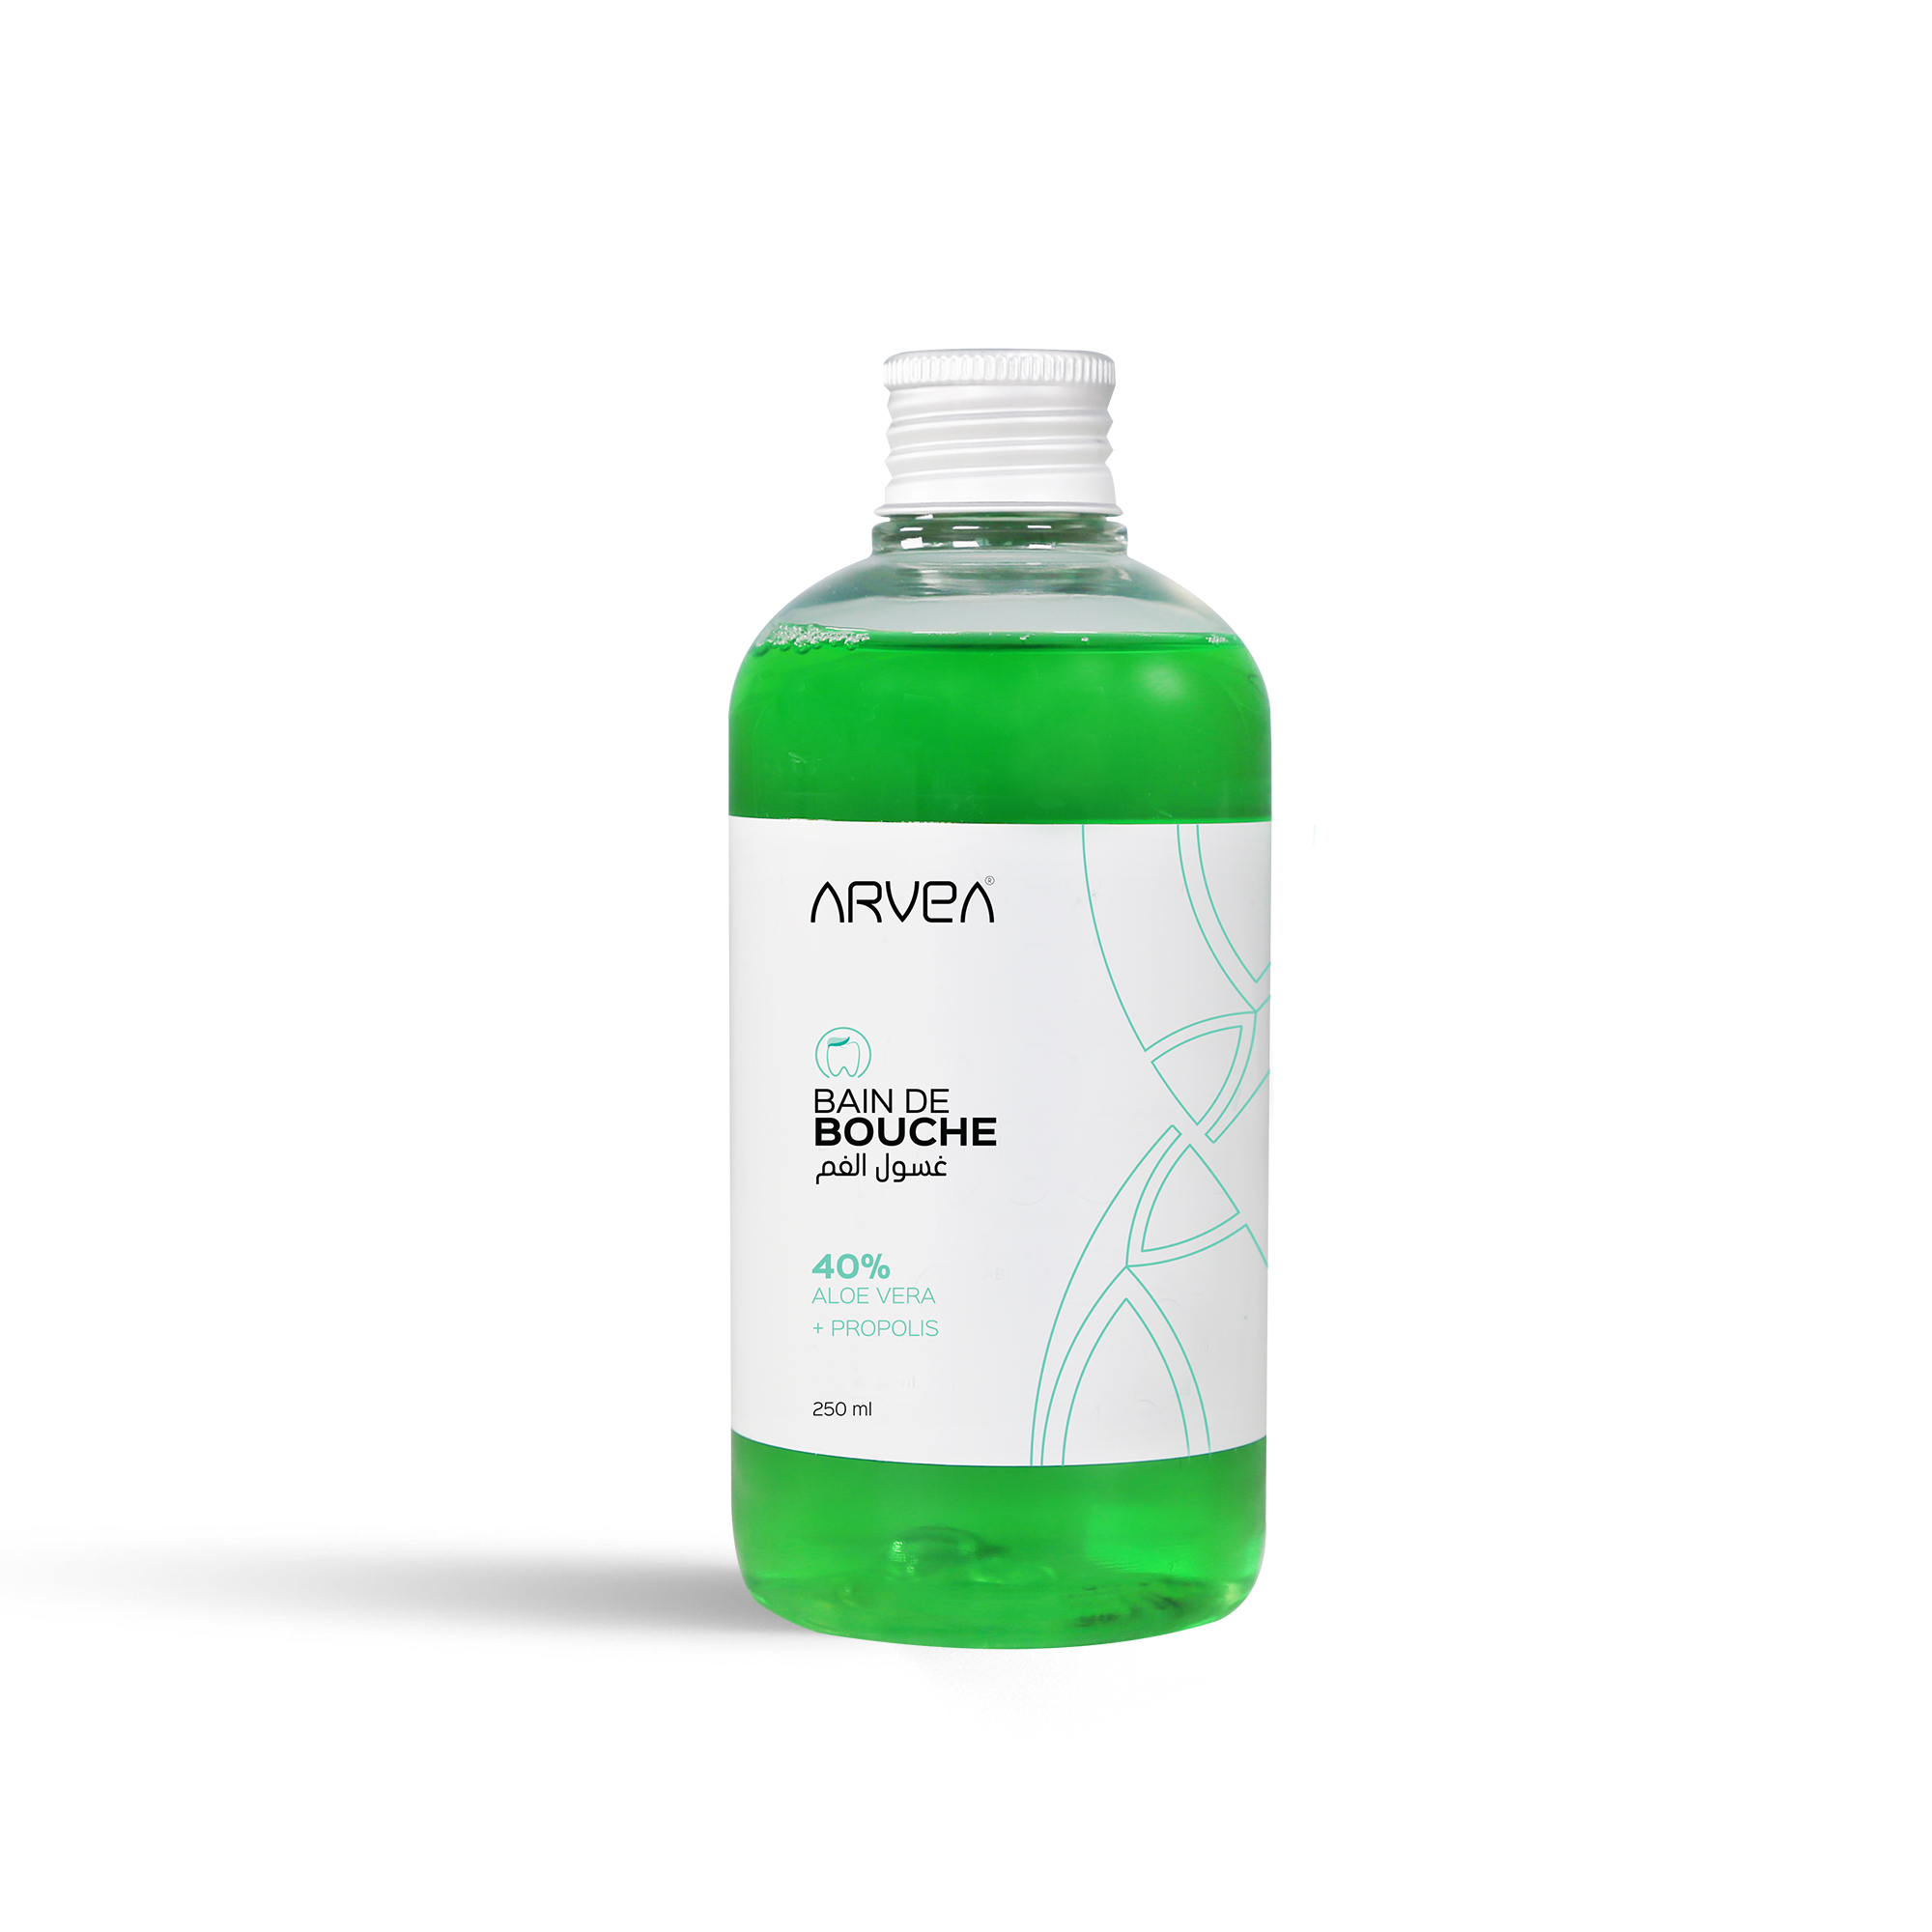 ARVEA®
BAIN DE
BOUCHE
غسول الفم
40%
ALOE VERA
+ PROPOLIS
250 ml